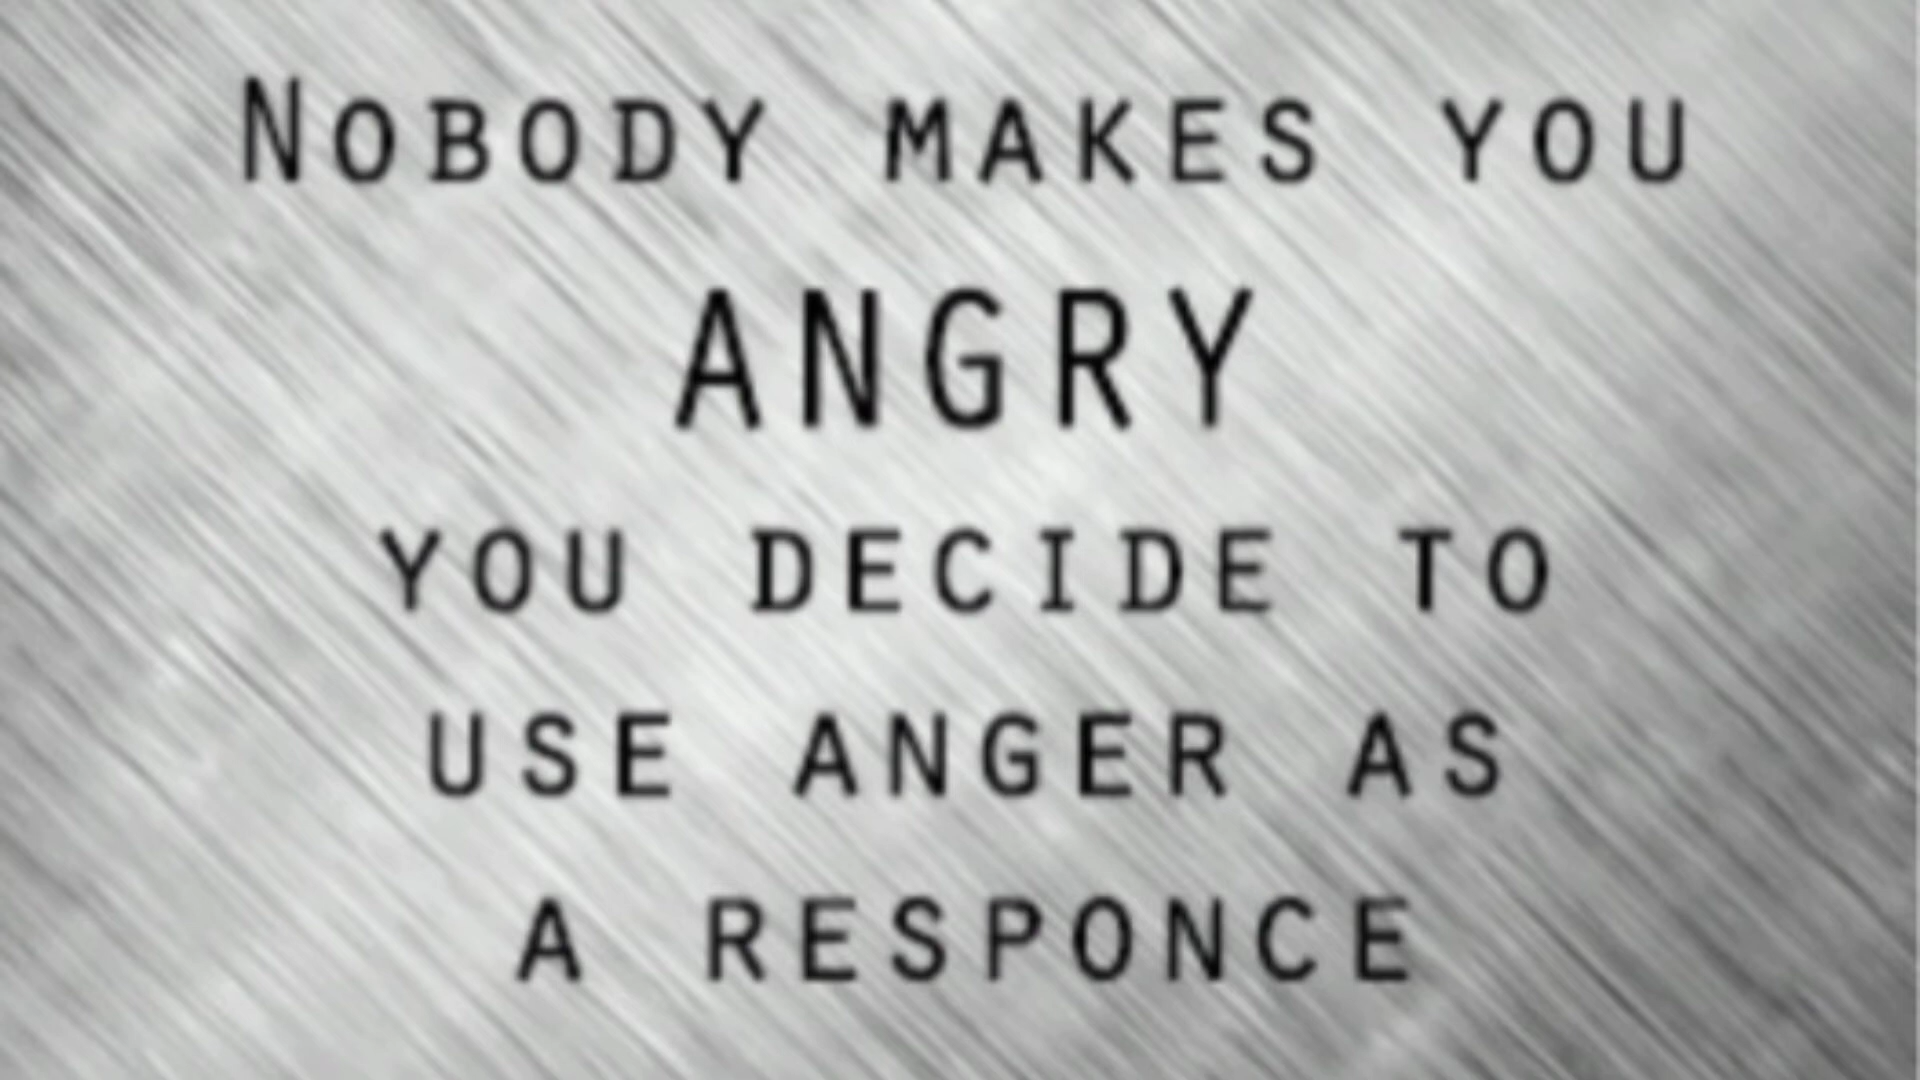 Nobody makes you
ANGRY
you decide to
use anger as
a responce